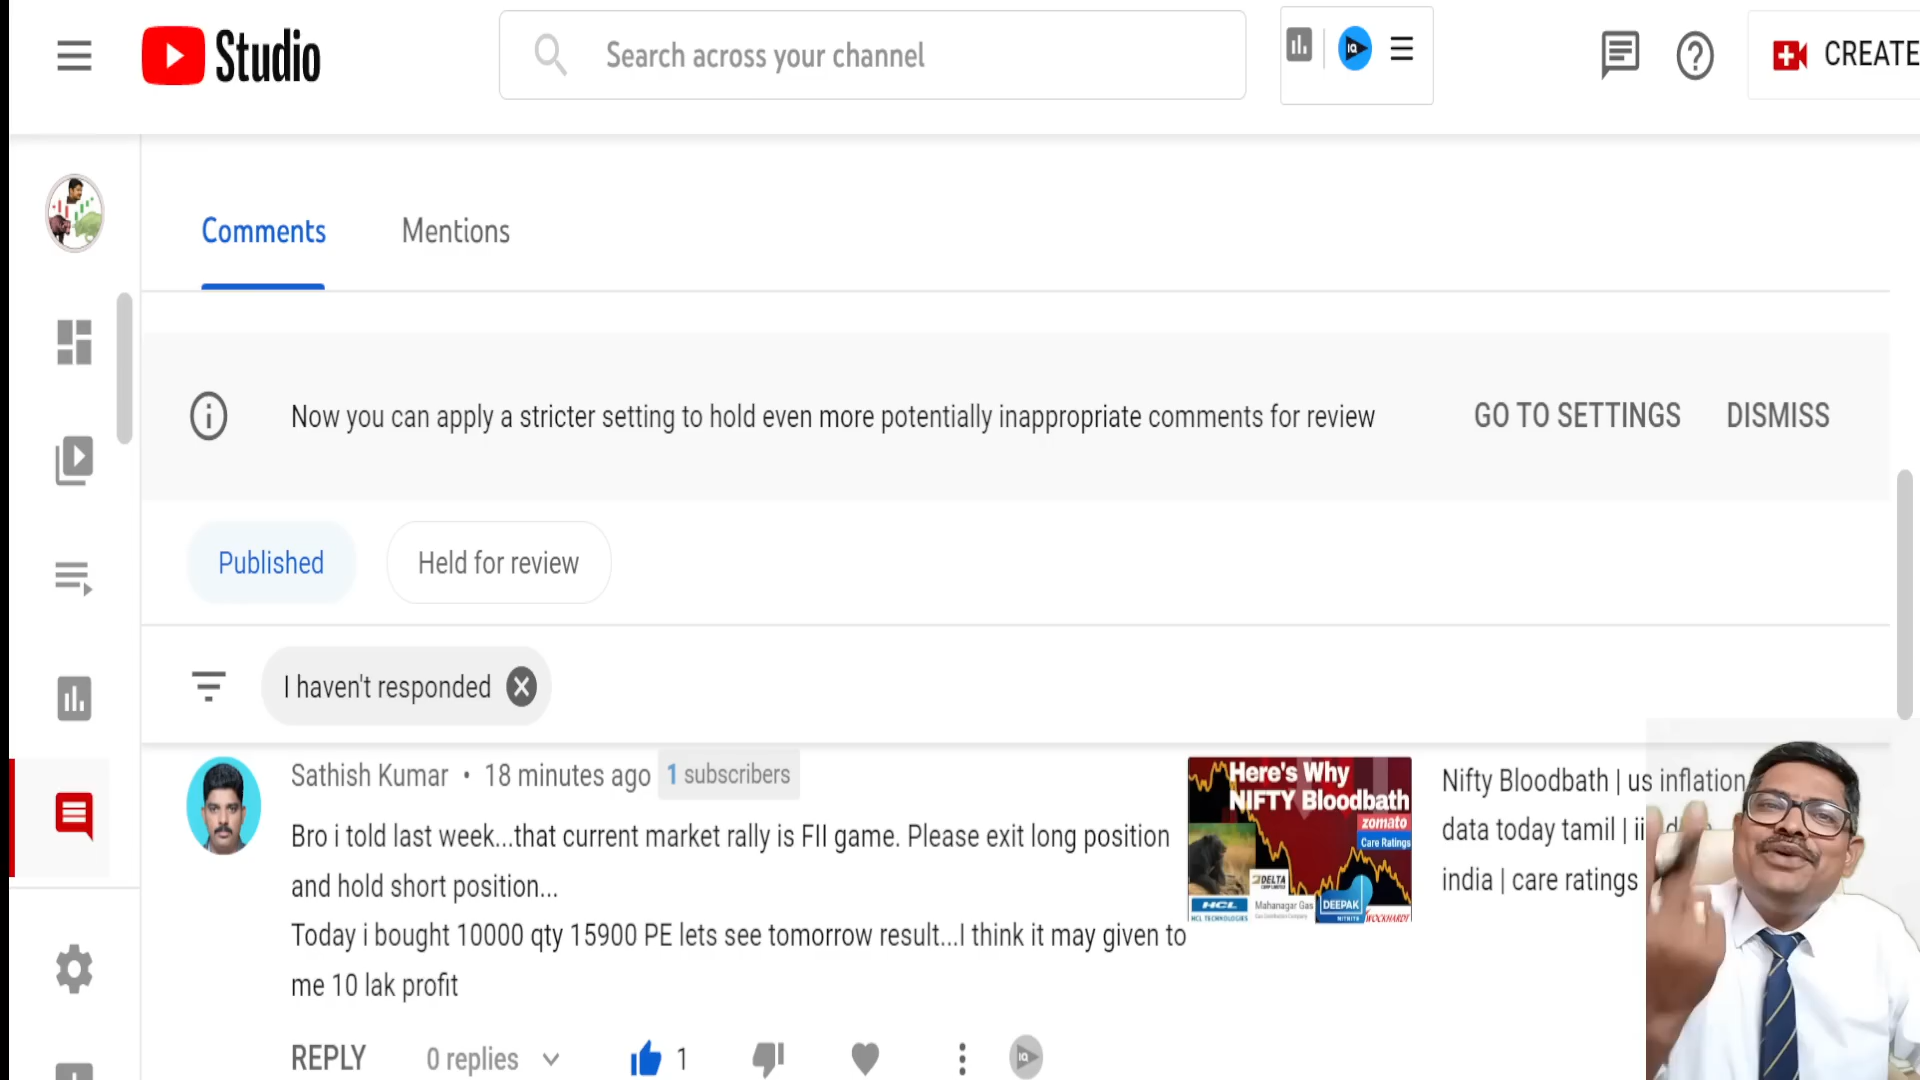 Studio
Search across your channel
CREATE
Comments
Mentions
Now you can apply a stricter setting to hold even more potentially inappropriate comments for review
GO TO SETTINGS
DISMISS
Published
Held for review
I haven't responded
Sathish Kumar • 18 minutes ago 1 subscribers
Bro i told last week...that current market rally is FII game. Please exit long position
and hold short position...
Today i bought 10000 qty 15900 PE lets see tomorrow result...I think it may given to
me 10 lak profit
Here's Why
NIFTY Bloodbath
zomato
Care Ratings
DELTA
HCL
HCL TECHNOLOGIES
Mahanagar Gas
DEEPAK
NITRITE
WOCKHARDT
Nifty Bloodbath | us inflation
data today tamil |
india | care ratings
REPLY
0 replies
1